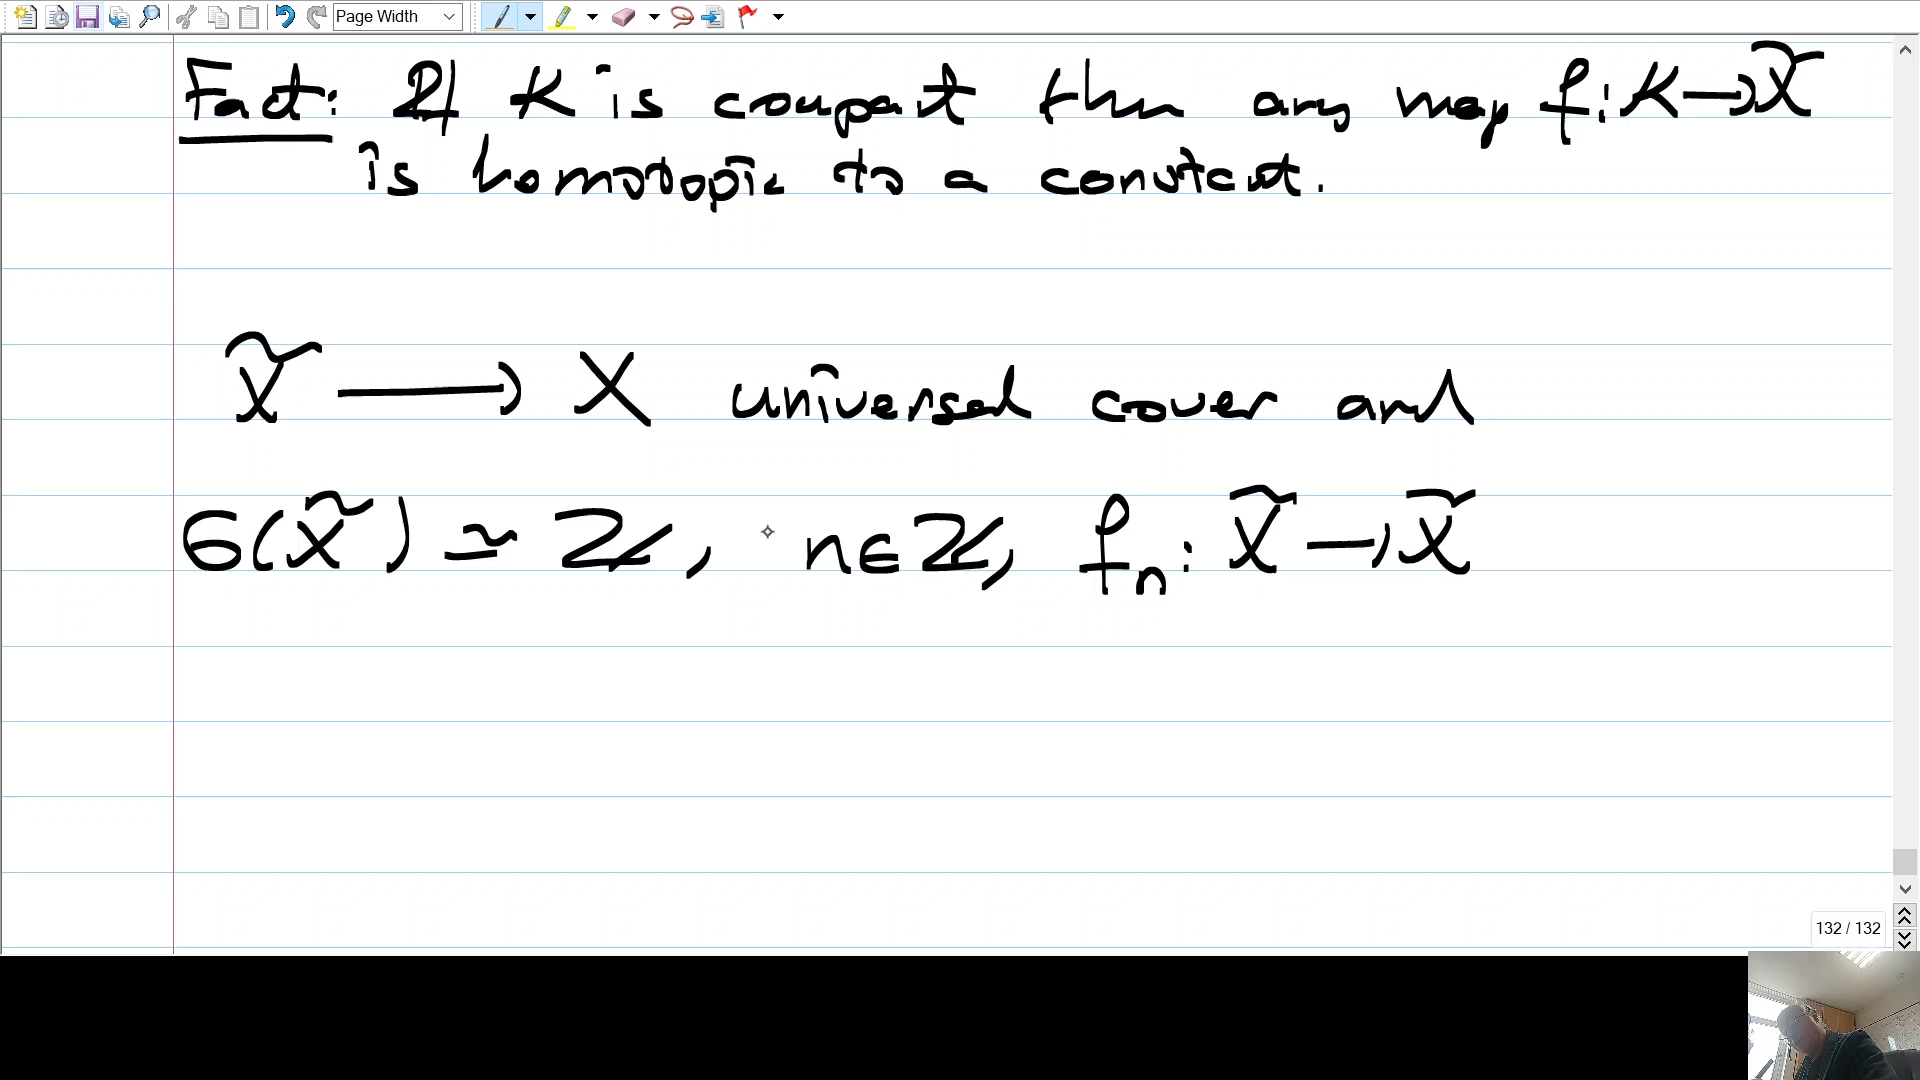 Page Width
Fact: If K is compact then any map f: K → X̃
is homotopic to a constant.
X̃ ⟶ X universal cover and
G(X̃) ≃ ℤ, n∈ℤ, fₙ: X̃ → X̃
132 / 132